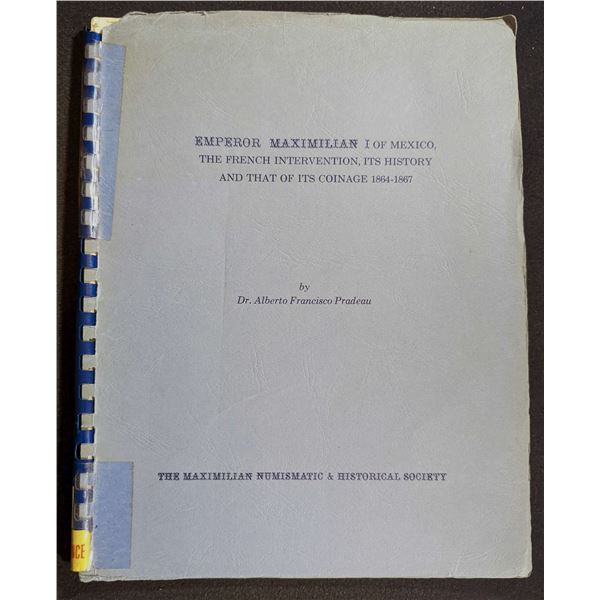 EMPEROR MAXIMILIAN I OF MEXICO,
THE FRENCH INTERVENTION, ITS HISTORY
AND THAT OF ITS COINAGE 1864-1867
by
Dr. Alberto Francisco Pradeau
THE MAXIMILIAN NUMISMATIC & HISTORICAL SOCIETY